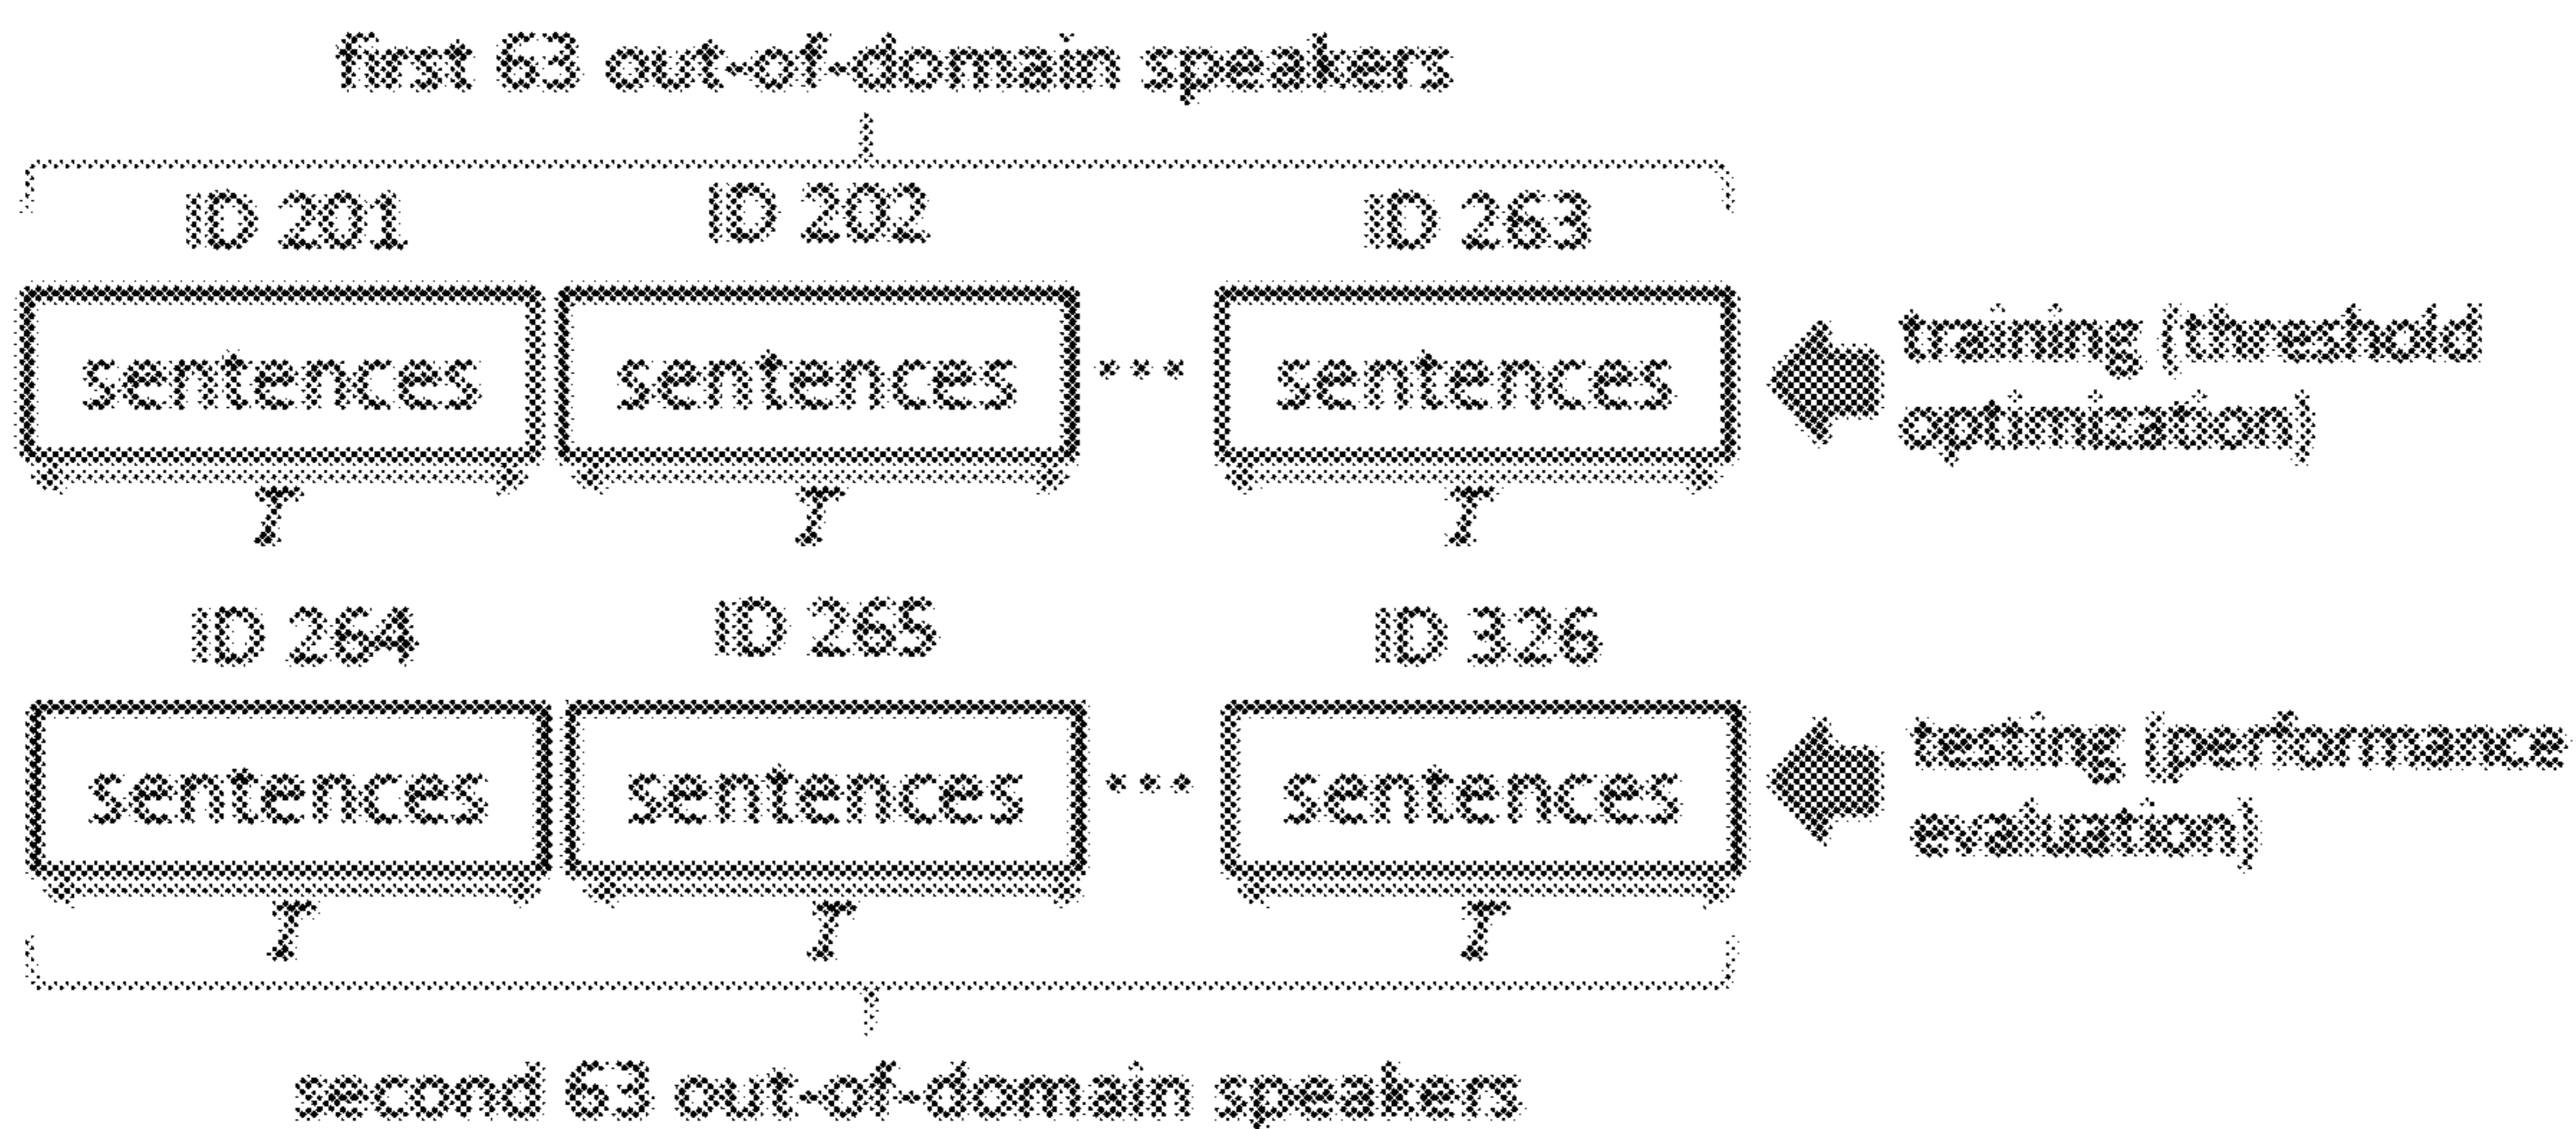 first 63 out-of-domain speakers
ID 201 ID 202 ID 263
sentences sentences ... sentences
training (threshold
optimization)
T T T
ID 264 ID 265 ID 326
sentences sentences ... sentences
testing (performance
evaluation)
T T T
second 63 out-of-domain speakers